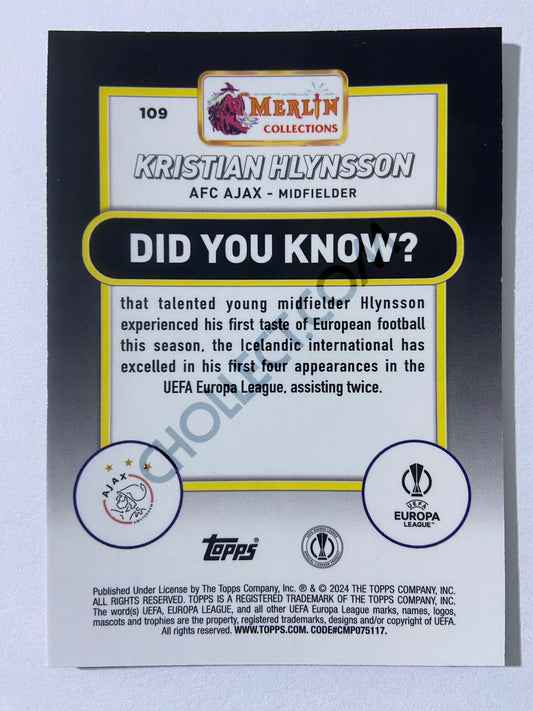 109
MERLIN
COLLECTIONS
KRISTIAN HLYNSSON
AFC AJAX - MIDFIELDER
DID YOU KNOW?
that talented young midfielder Hlynsson
experienced his first taste of European football
this season, the Icelandic international has
excelled in his first four appearances in the
UEFA Europa League, assisting twice.
CHOLLECT.COM
AJAX
AMSTERDAM
UEFA
EUROPA
LEAGUE™
TOPPS®
Published Under License by The Topps Company, Inc. ® & © 2024 THE TOPPS COMPANY, INC.
ALL RIGHTS RESERVED. TOPPS IS A REGISTERED TRADEMARK OF THE TOPPS COMPANY, INC.
The word(s) UEFA, EUROPA LEAGUE, and all other UEFA Europa League marks, names, logos,
mascots and trophies are the property, registered trademarks, designs and/or copyright of UEFA.
All rights reserved. WWW.TOPPS.COM. CODE#CMP075117.